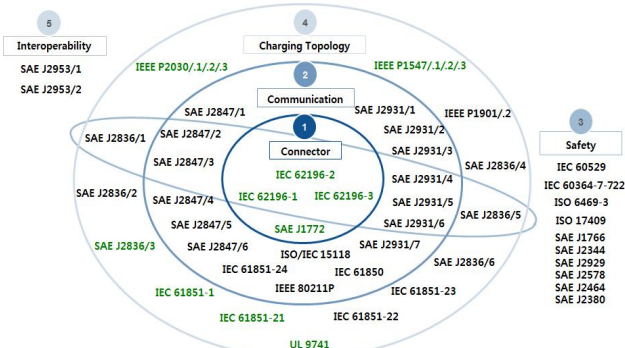 5
Interoperability
SAE J2953/1
SAE J2953/2
4
Charging Topology
IEEE P2030/.1/.2/.3
IEEE P1547/.1/.2/.3
2
Communication
SAE J2847/1
SAE J2931/1
IEEE P1901/.2
SAE J2836/1
SAE J2847/2
SAE J2931/2
1
Connector
SAE J2847/3
SAE J2931/3
SAE J2836/4
IEC 62196-2
SAE J2931/4
SAE J2836/2
SAE J2847/4
IEC 62196-1
IEC 62196-3
SAE J2931/5
SAE J2836/5
SAE J2847/5
SAE J1772
SAE J2931/6
SAE J2836/3
SAE J2847/6
ISO/IEC 15118
SAE J2931/7
IEC 61851-24
IEC 61850
SAE J2836/6
IEC 61851-1
IEEE 80211P
IEC 61851-23
IEC 61851-21
IEC 61851-22
UL 9741
3
Safety
IEC 60529
IEC 60364-7-722
ISO 6469-3
ISO 17409
SAE J1766
SAE J2344
SAE J2929
SAE J2578
SAE J2464
SAE J2380